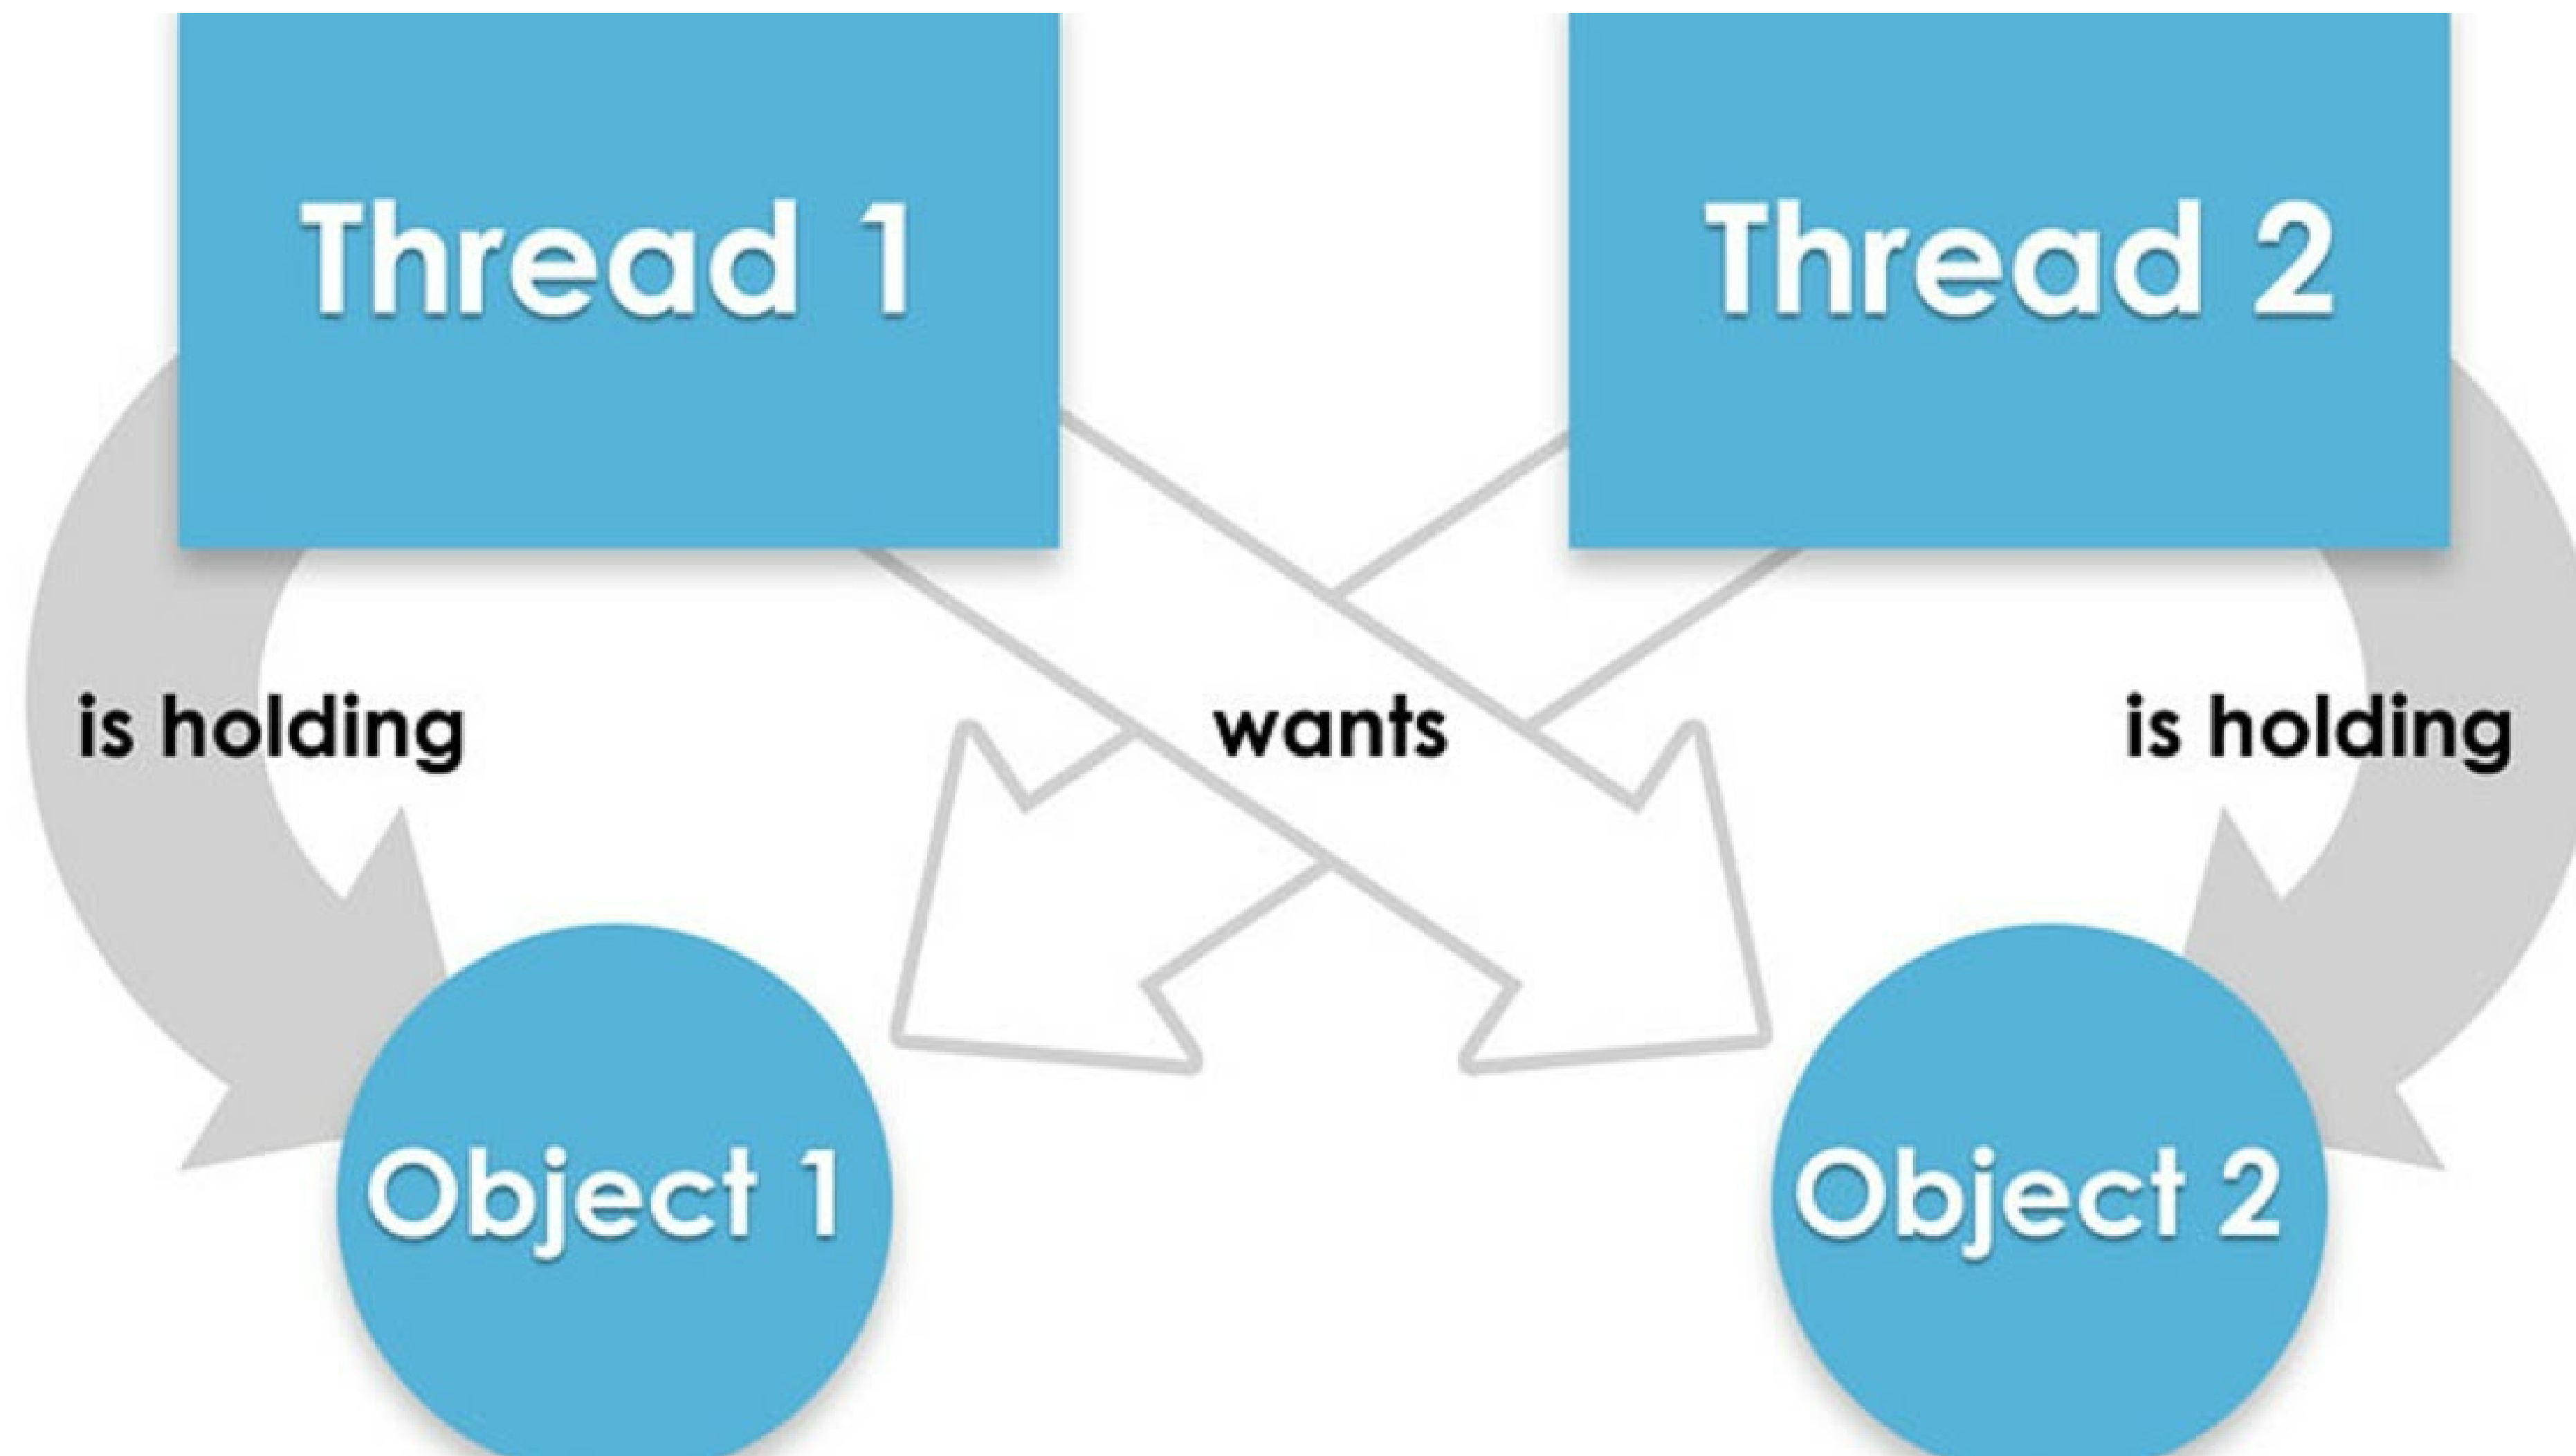 Thread 1
Thread 2
is holding
wants
is holding
Object 1
Object 2